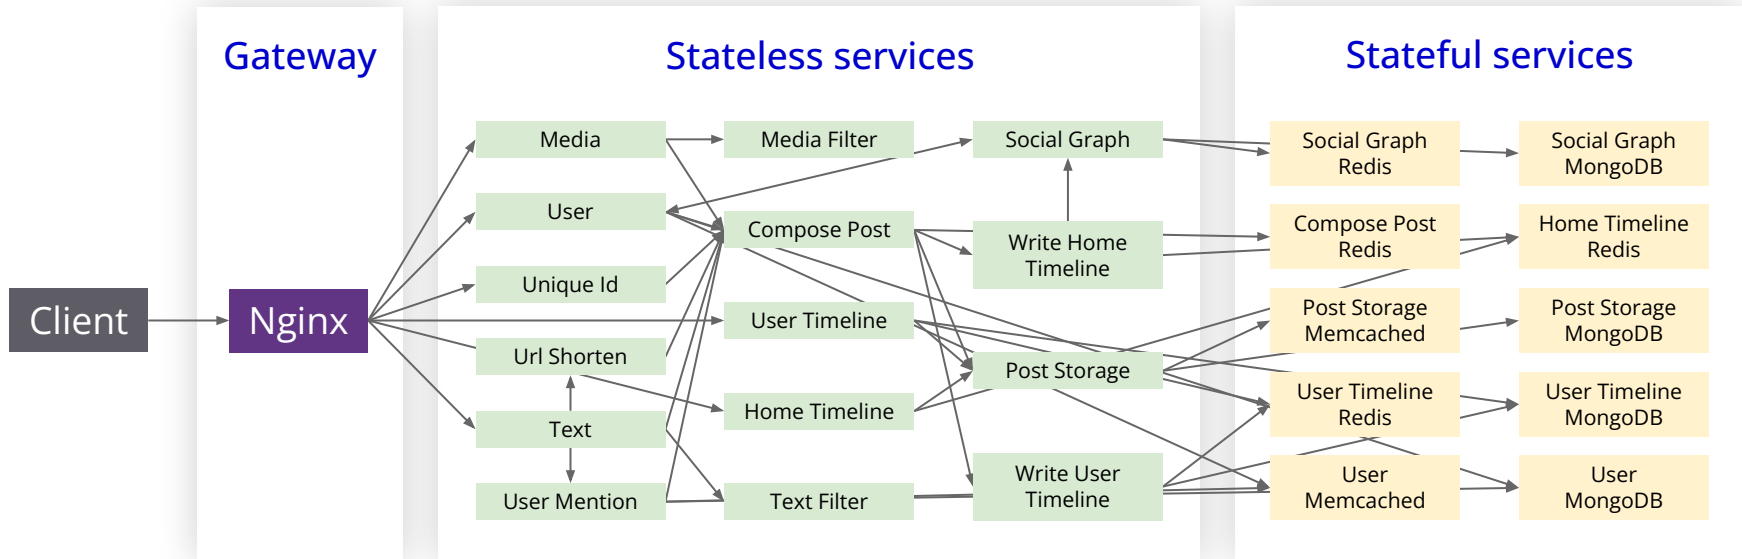 Gateway
Stateless services
Stateful services
Client
Nginx
Media
User
Unique Id
Url Shorten
Text
User Mention
Media Filter
Compose Post
User Timeline
Home Timeline
Text Filter
Social Graph
Write Home
Timeline
Post Storage
Write User
Timeline
Social Graph
Redis
Compose Post
Redis
Post Storage
Memcached
User Timeline
Redis
User
Memcached
Social Graph
MongoDB
Home Timeline
Redis
Post Storage
MongoDB
User Timeline
MongoDB
User
MongoDB